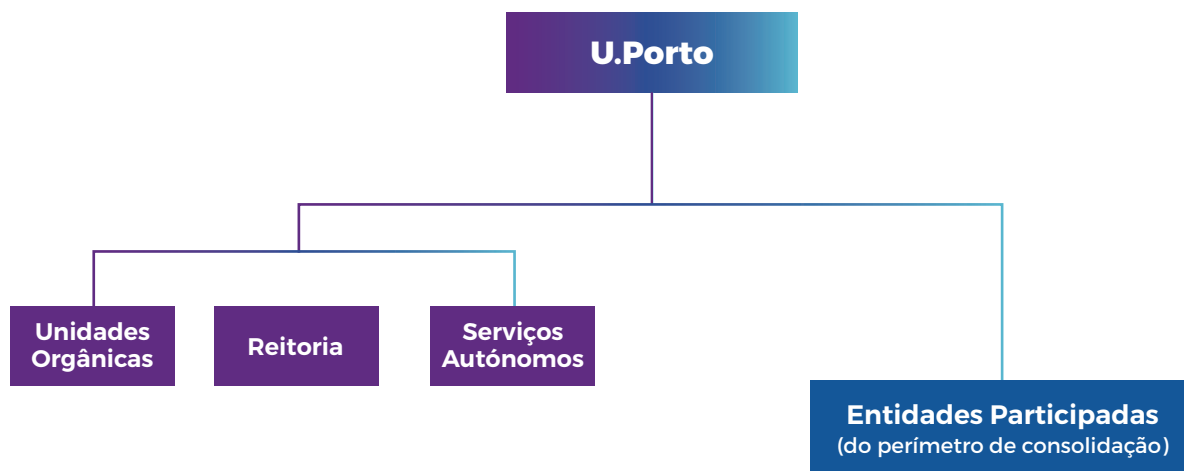 U.Porto
Unidades
Orgânicas
Reitoria
Serviços
Autónomos
Entidades Participadas
(do perímetro de consolidação)